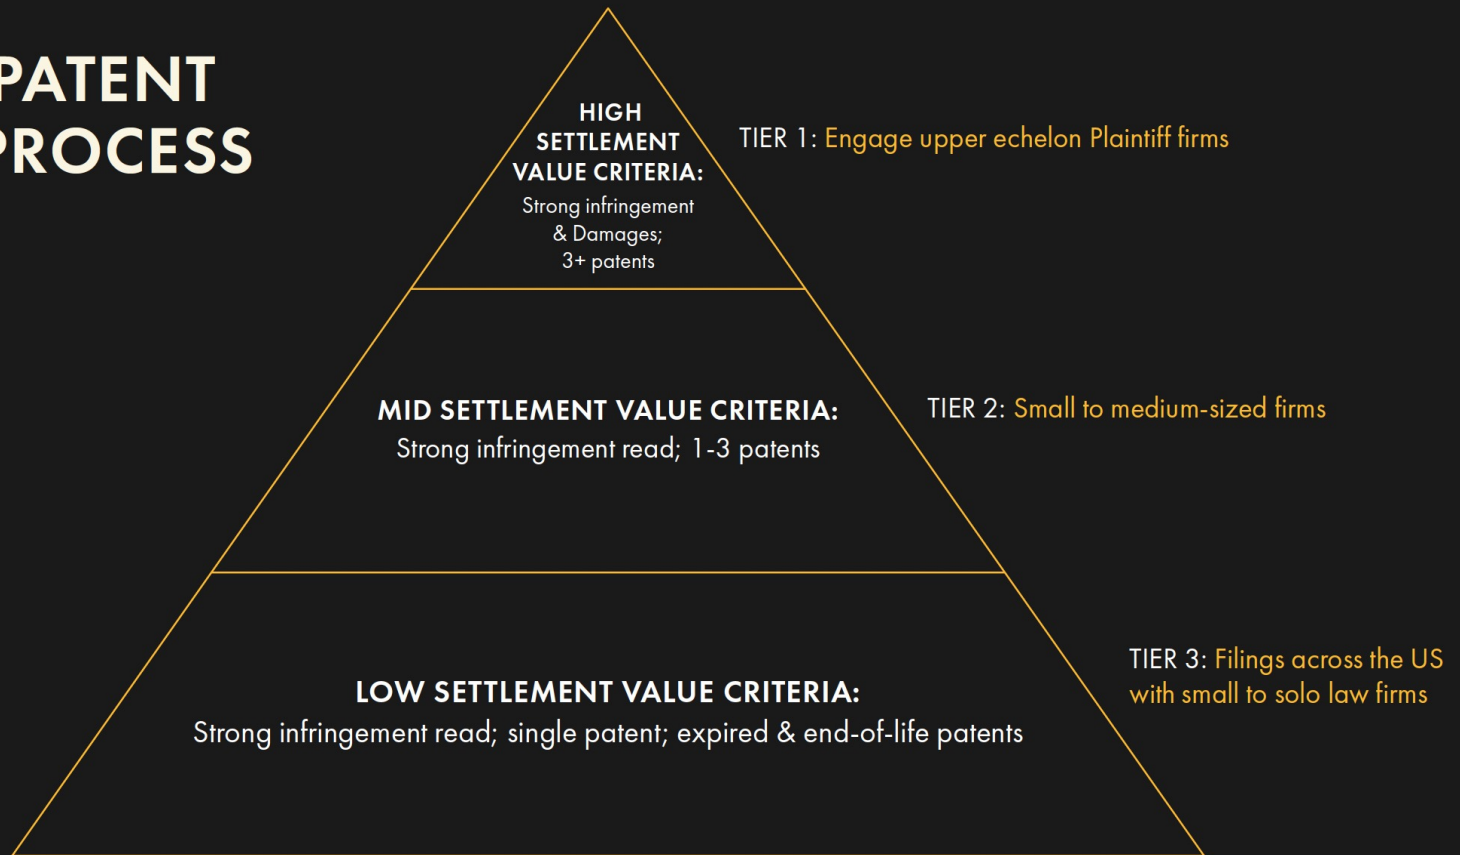 PATENT
PROCESS
HIGH
SETTLEMENT
VALUE CRITERIA:
Strong infringement
& Damages;
3+ patents
TIER 1: Engage upper echelon Plaintiff firms
MID SETTLEMENT VALUE CRITERIA:
Strong infringement read; 1-3 patents
TIER 2: Small to medium-sized firms
LOW SETTLEMENT VALUE CRITERIA:
Strong infringement read; single patent; expired & end-of-life patents
TIER 3: Filings across the US
with small to solo law firms